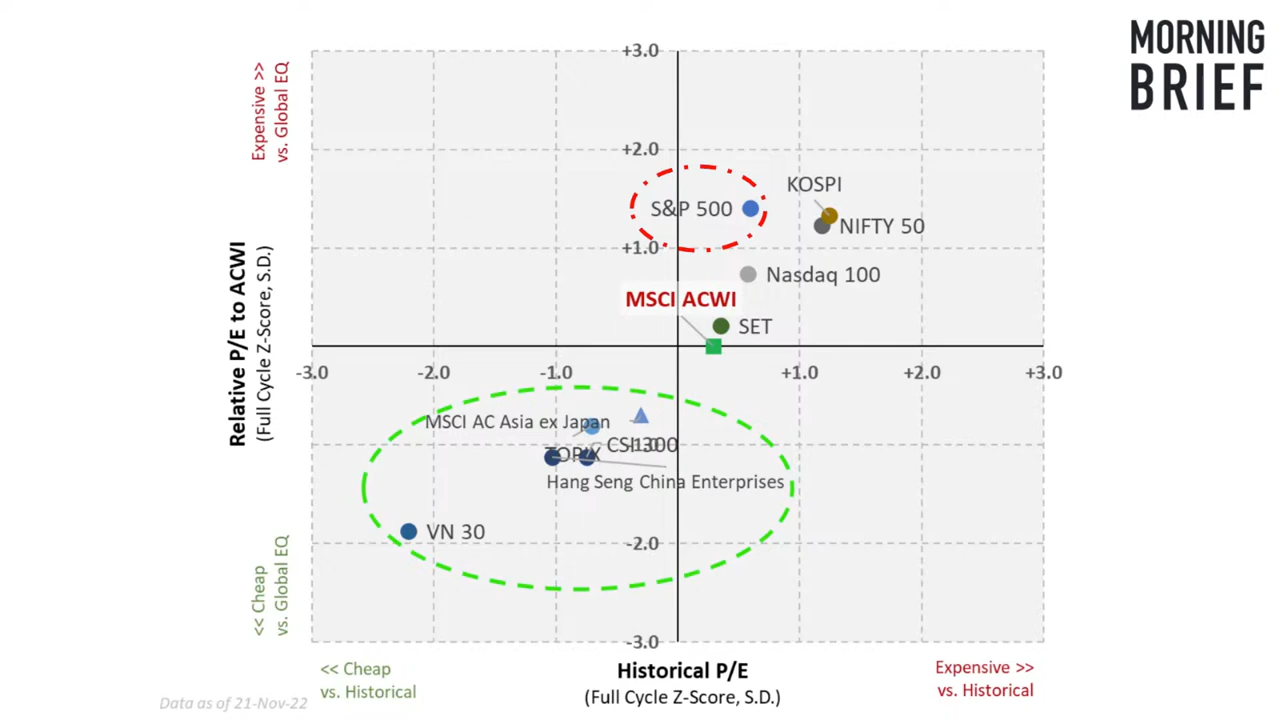 MORNING
BRIEF
Expensive >>
vs. Global EQ
Relative P/E to ACWI
(Full Cycle Z-Score, S.D.)
<< Cheap
vs. Global EQ
+3.0
+2.0
KOSPI
S&P 500
NIFTY 50
+1.0
Nasdaq 100
MSCI ACWI
SET
-3.0
-2.0
-1.0
+1.0
+2.0
+3.0
MSCI AC Asia ex Japan
CSI 300
-1.0
TOPIX
Hang Seng China Enterprises
VN 30
-2.0
-3.0
<< Cheap
vs. Historical
Historical P/E
(Full Cycle Z-Score, S.D.)
Expensive >>
vs. Historical
Data as of 21-Nov-22